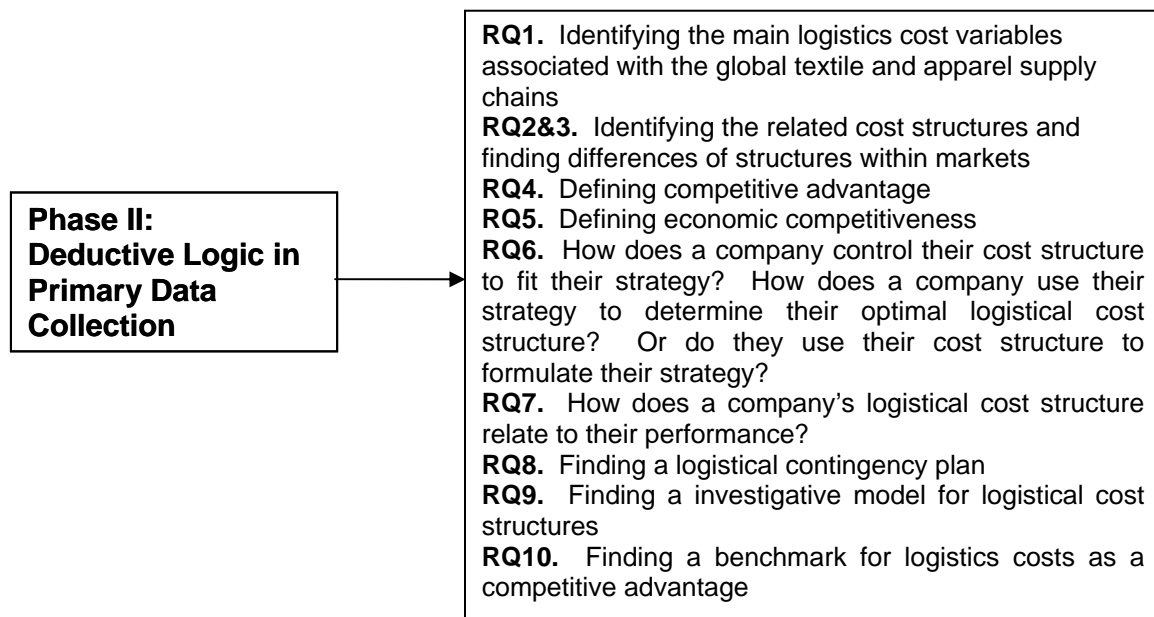 Phase II:
Deductive Logic in
Primary Data
Collection
RQ1. Identifying the main logistics cost variables
associated with the global textile and apparel supply
chains
RQ2&3. Identifying the related cost structures and
finding differences of structures within markets
RQ4. Defining competitive advantage
RQ5. Defining economic competitiveness
RQ6. How does a company control their cost structure
to fit their strategy? How does a company use their
strategy to determine their optimal logistical cost
structure? Or do they use their cost structure to
formulate their strategy?
RQ7. How does a company's logistical cost structure
relate to their performance?
RQ8. Finding a logistical contingency plan
RQ9. Finding a investigative model for logistical cost
structures
RQ10. Finding a benchmark for logistics costs as a
competitive advantage